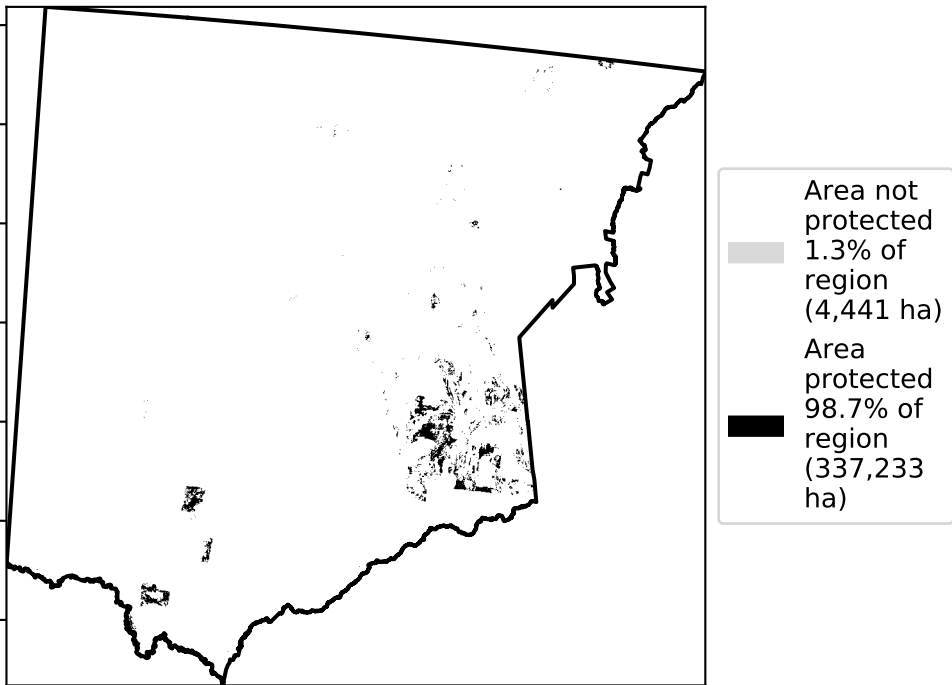 Area not
protected
1.3% of
region
(4,441 ha)
Area
protected
98.7% of
region
(337,233
ha)